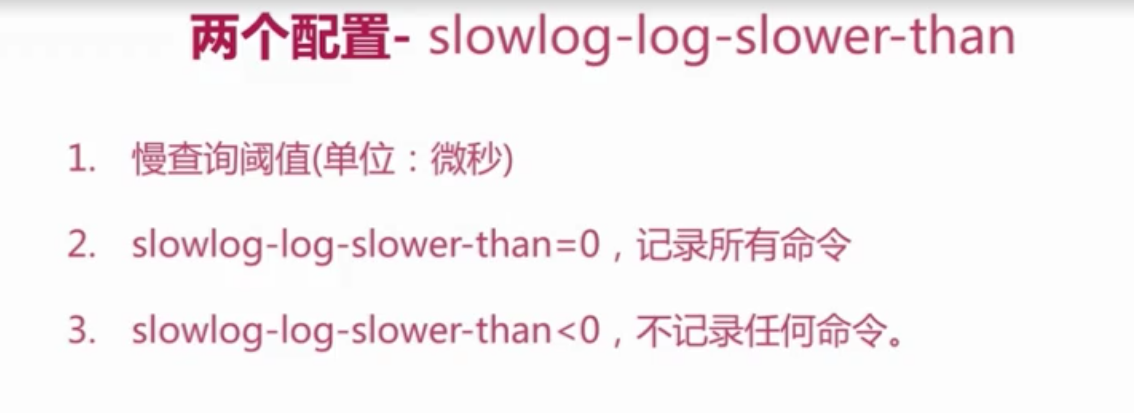 两个配置- slowlog-log-slower-than
1. 慢查询阈值(单位：微秒)
2. slowlog-log-slower-than=0，记录所有命令
3. slowlog-log-slower-than<0，不记录任何命令。